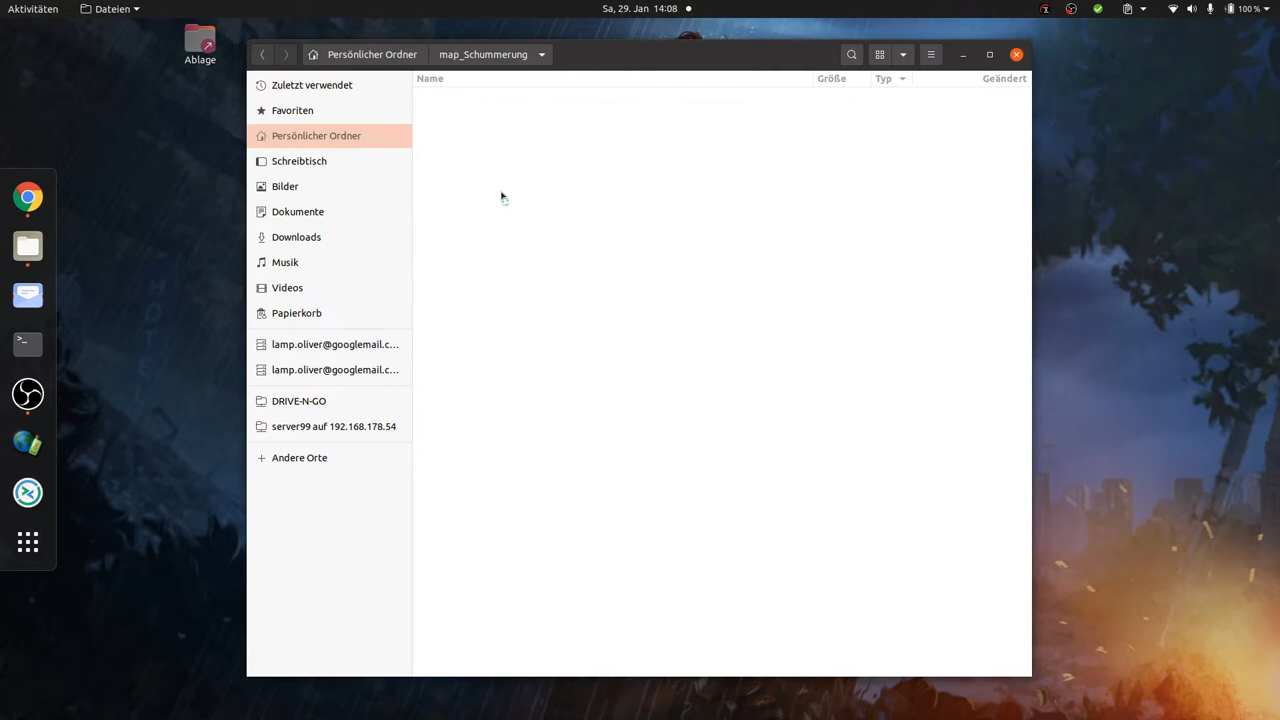 Aktivitäten
Dateien
Sa, 29. Jan 14:08
100 %
Ablage
Persönlicher Ordner
map_Schummerung
Name
Größe
Typ
Geändert
Zuletzt verwendet
Favoriten
Persönlicher Ordner
Schreibtisch
Bilder
Dokumente
Downloads
Musik
Videos
Papierkorb
lamp.oliver@googlemail.c...
lamp.oliver@googlemail.c...
DRIVE-N-GO
server99 auf 192.168.178.54
Andere Orte